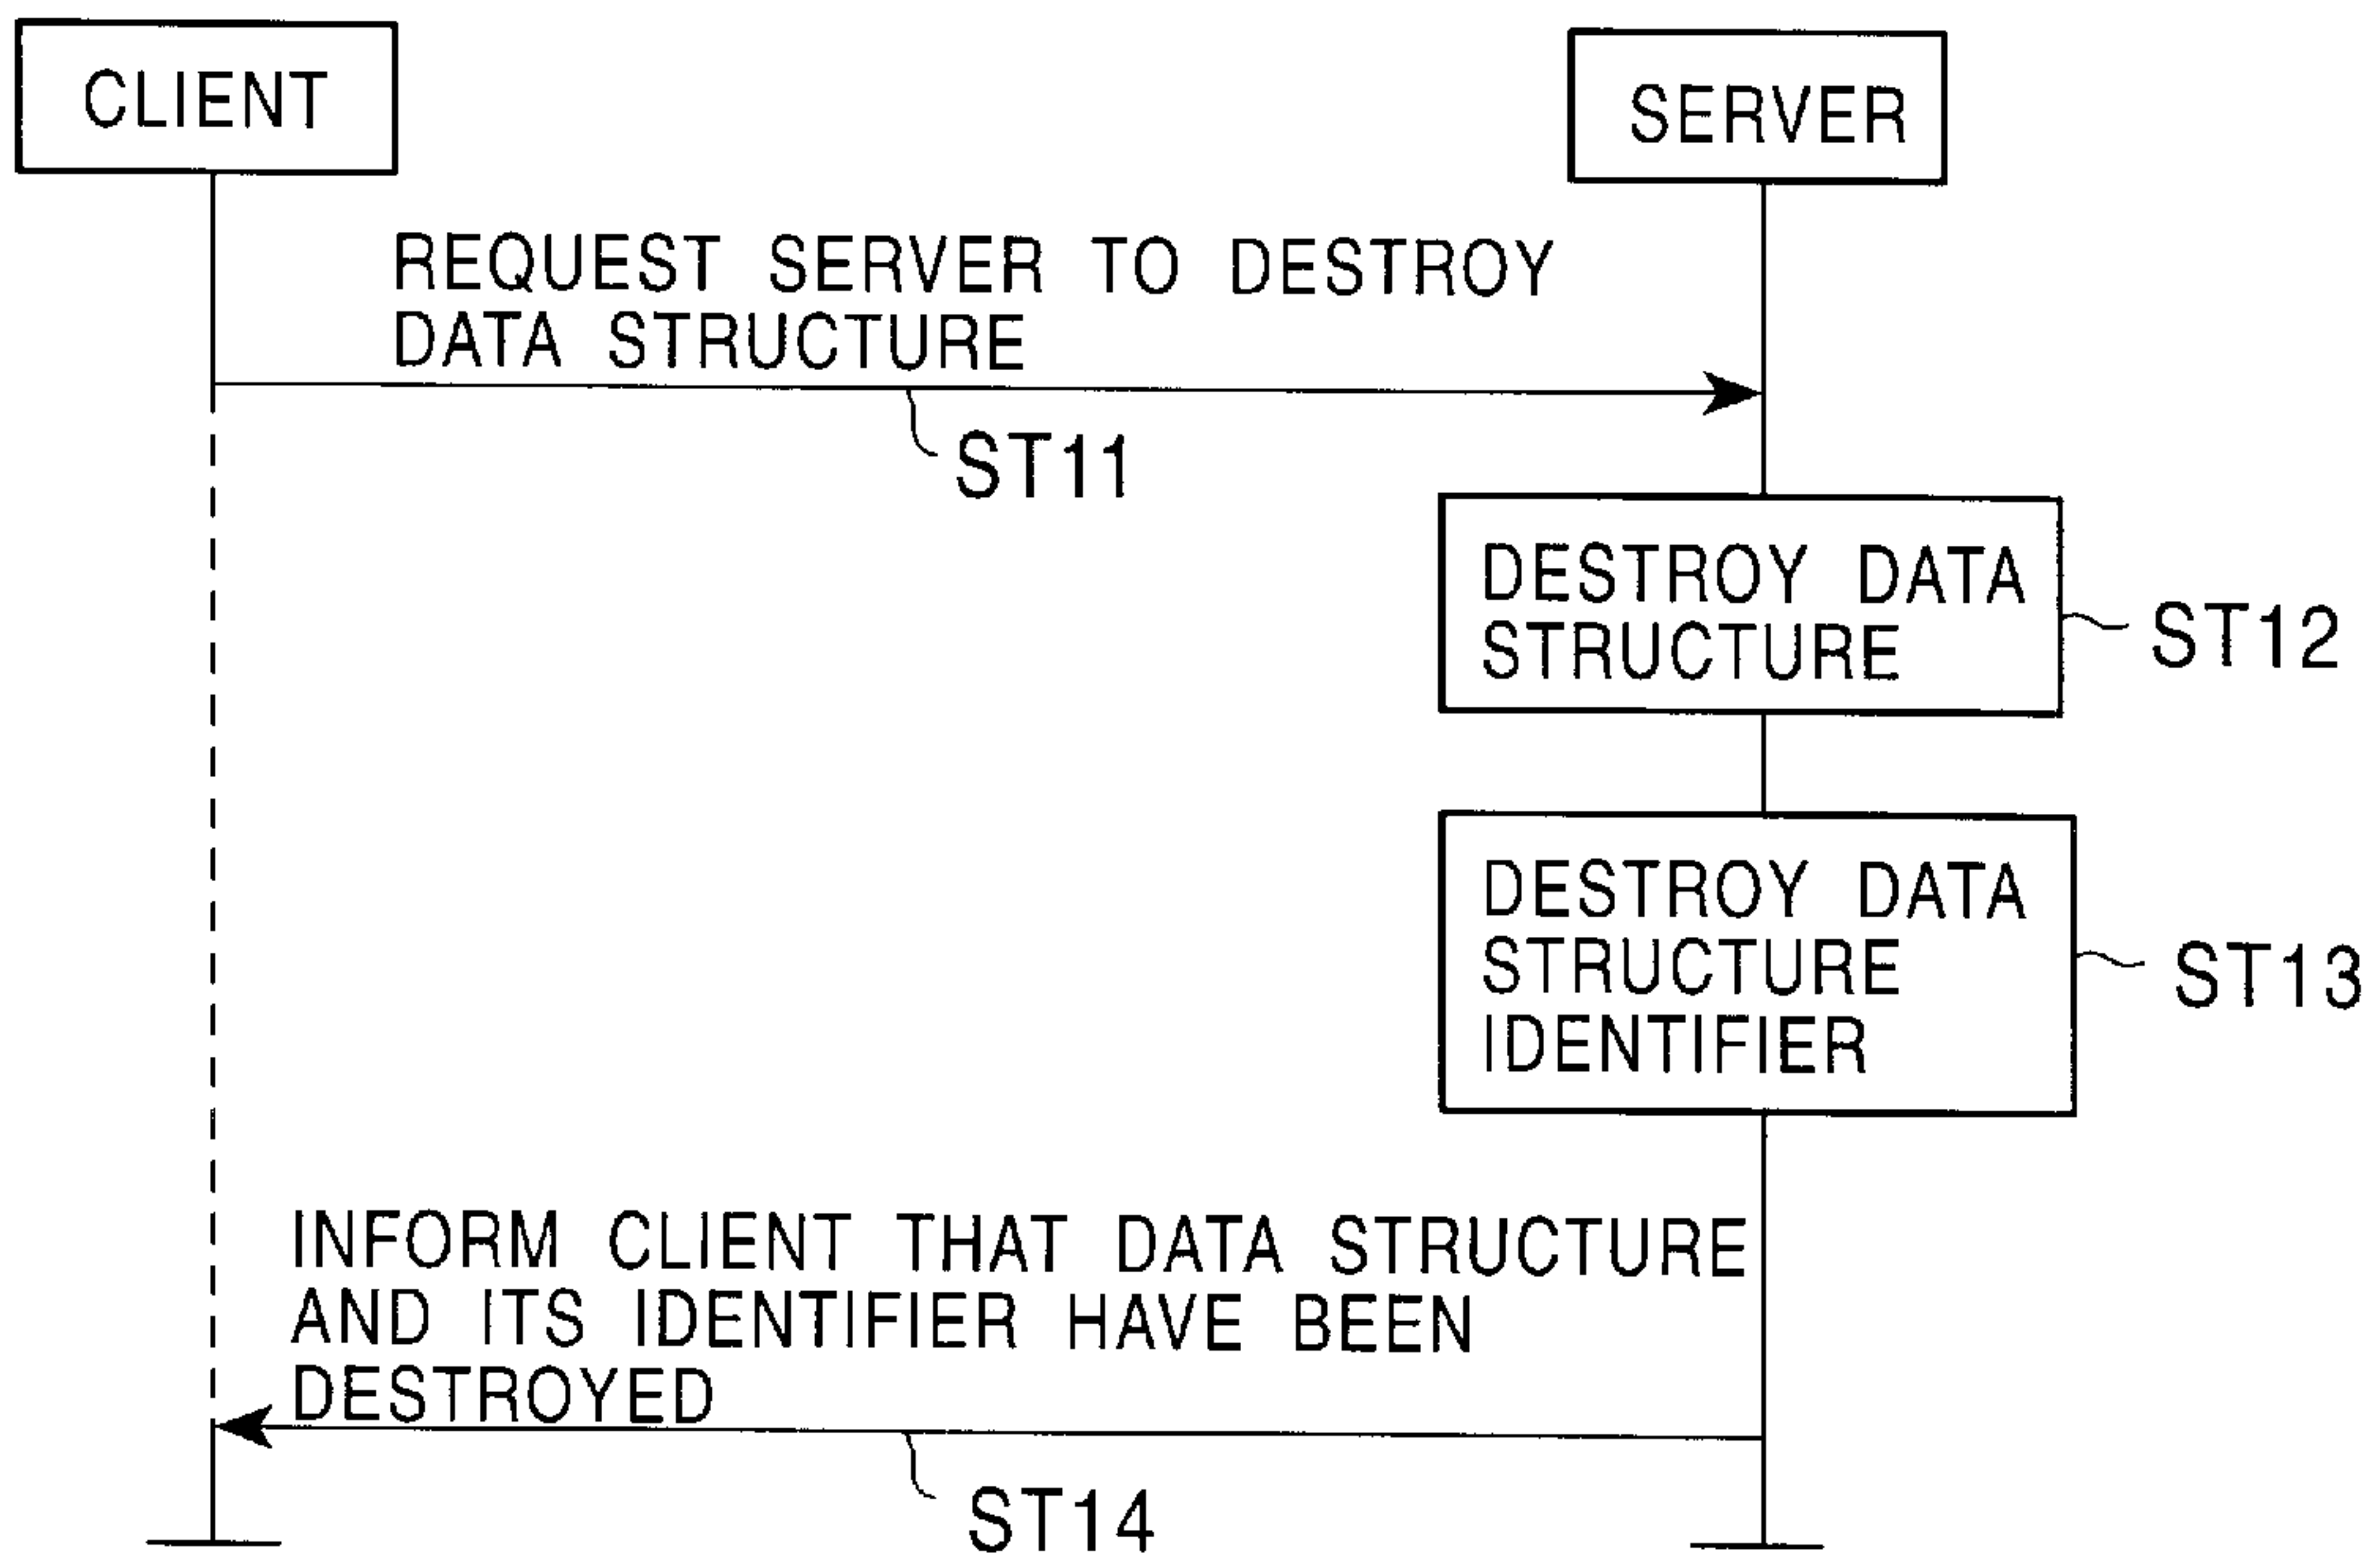 CLIENT
SERVER
REQUEST SERVER TO DESTROY
DATA STRUCTURE
ST11
DESTROY DATA
STRUCTURE
ST12
DESTROY DATA
STRUCTURE
IDENTIFIER
ST13
INFORM CLIENT THAT DATA STRUCTURE
AND ITS IDENTIFIER HAVE BEEN
DESTROYED
ST14